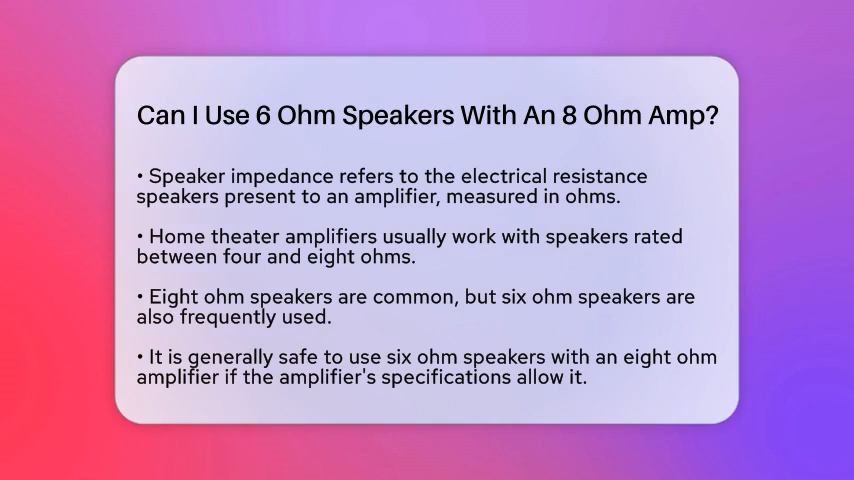 Can I Use 6 Ohm Speakers With An 8 Ohm Amp?
• Speaker impedance refers to the electrical resistance
speakers present to an amplifier, measured in ohms.
• Home theater amplifiers usually work with speakers rated
between four and eight ohms.
• Eight ohm speakers are common, but six ohm speakers are
also frequently used.
• It is generally safe to use six ohm speakers with an eight ohm
amplifier if the amplifier's specifications allow it.